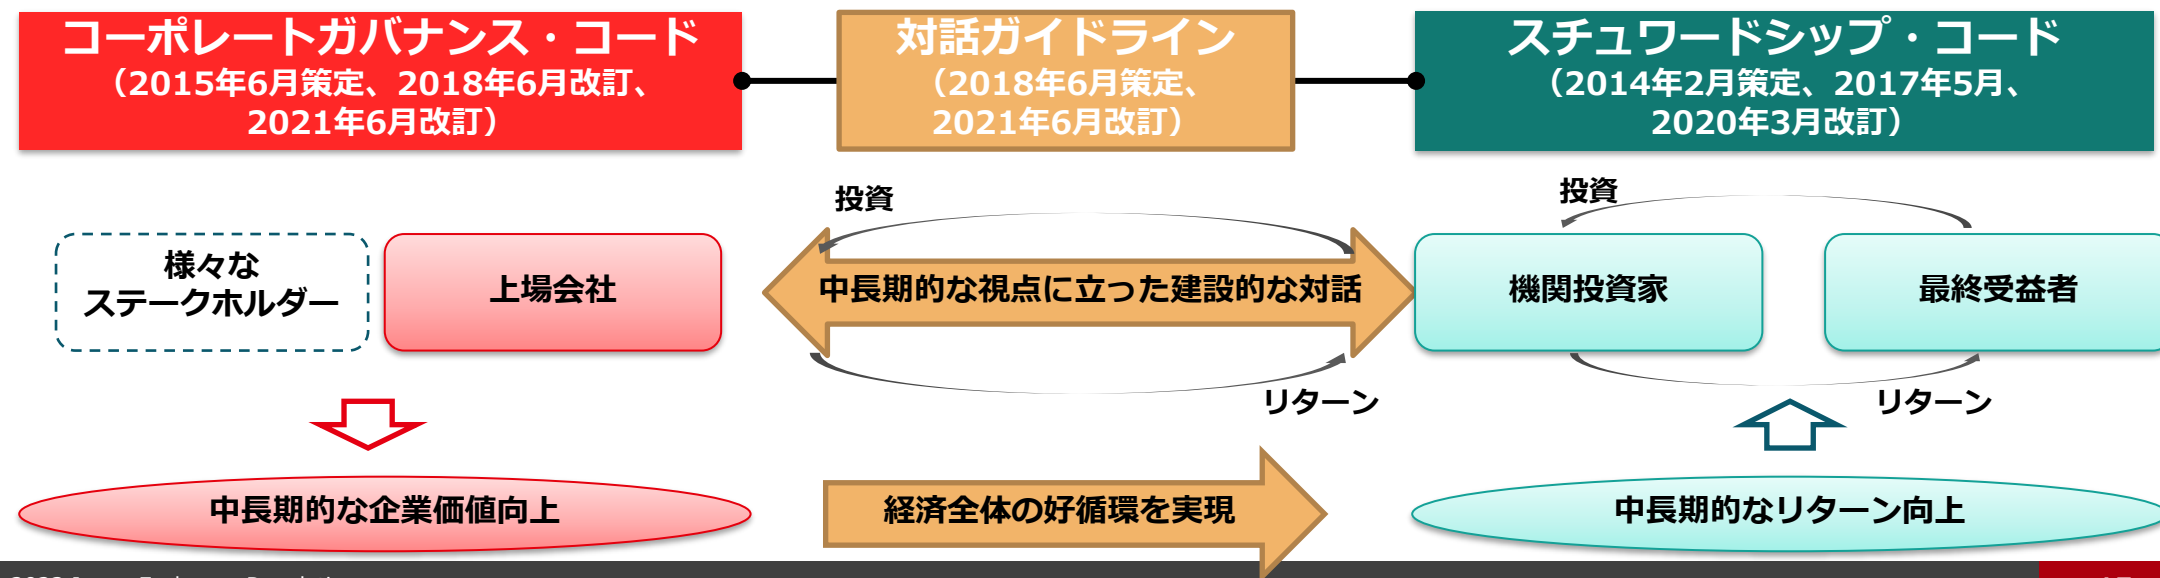 コーポレートガバナンス・コード
（2015年6月策定、2018年6月改訂、
2021年6月改訂）
対話ガイドライン
（2018年6月策定、
2021年6月改訂）
スチュワードシップ・コード
（2014年2月策定、2017年5月、
2020年3月改訂）
投資
投資
様々な
ステークホルダー
上場会社
中長期的な視点に立った建設的な対話
機関投資家
最終受益者
リターン
リターン
中長期的な企業価値向上
経済全体の好循環を実現
中長期的なリターン向上